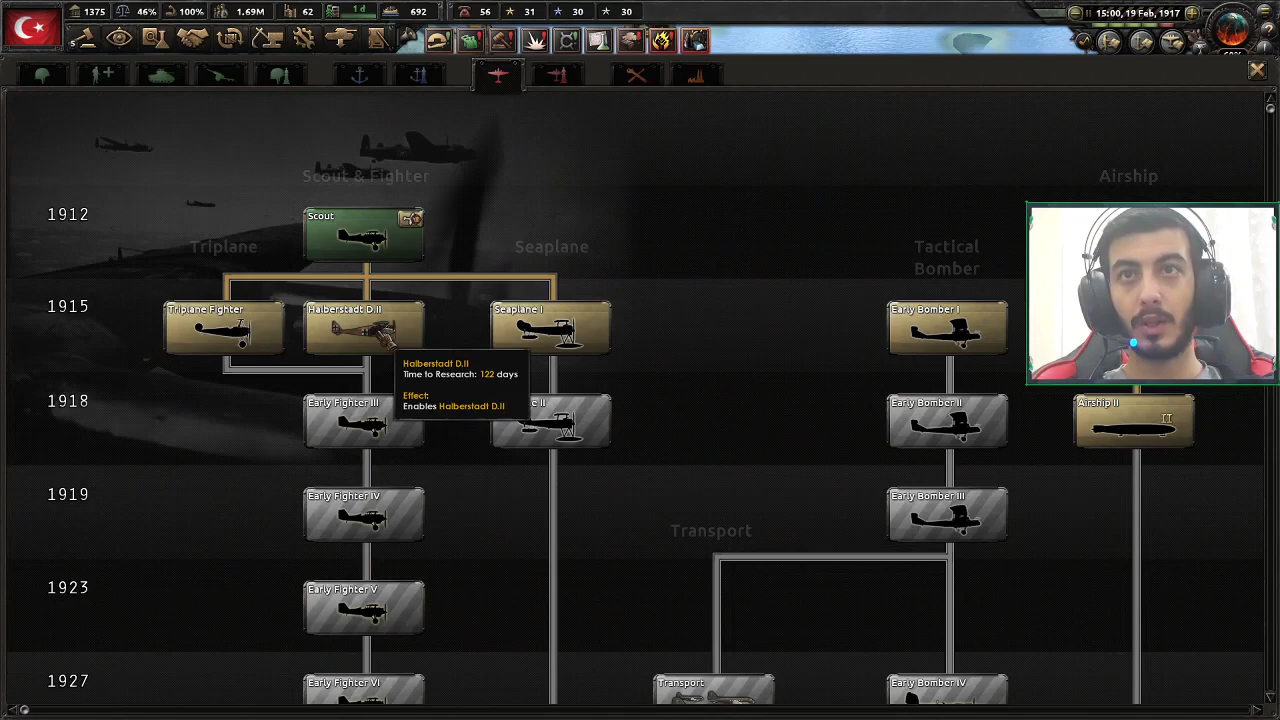 1375 46% 100% 1.69M 62 1 d 692 56 31 30 30 15:00, 19 Feb, 1917
Scout & Fighter
Airship
1912
Scout
Triplane
Seaplane
Tactical
Bomber
1915
Triplane Fighter
Halberstadt D.II
Seaplane I
Early Bomber I
Halberstadt D.II
Time to Research: 122 days
Effect:
Enables Halberstadt D.II
1918
Early Fighter III
e II
Early Bomber II
Airship II
II
1919
Early Fighter IV
Early Bomber III
Transport
1923
Early Fighter V
1927
Early Fighter VI
Transport
Early Bomber IV